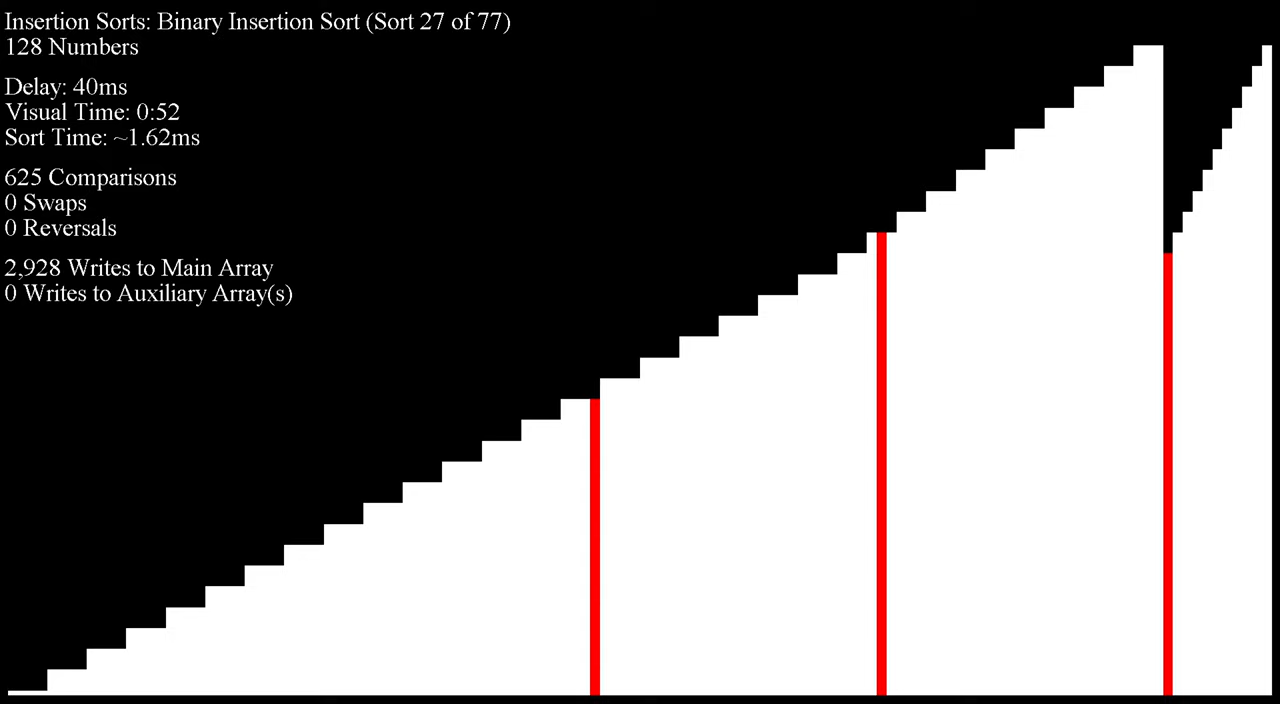 Insertion Sorts: Binary Insertion Sort (Sort 27 of 77)
128 Numbers
Delay: 40ms
Visual Time: 0:52
Sort Time: ~1.62ms
625 Comparisons
0 Swaps
0 Reversals
2,928 Writes to Main Array
0 Writes to Auxiliary Array(s)